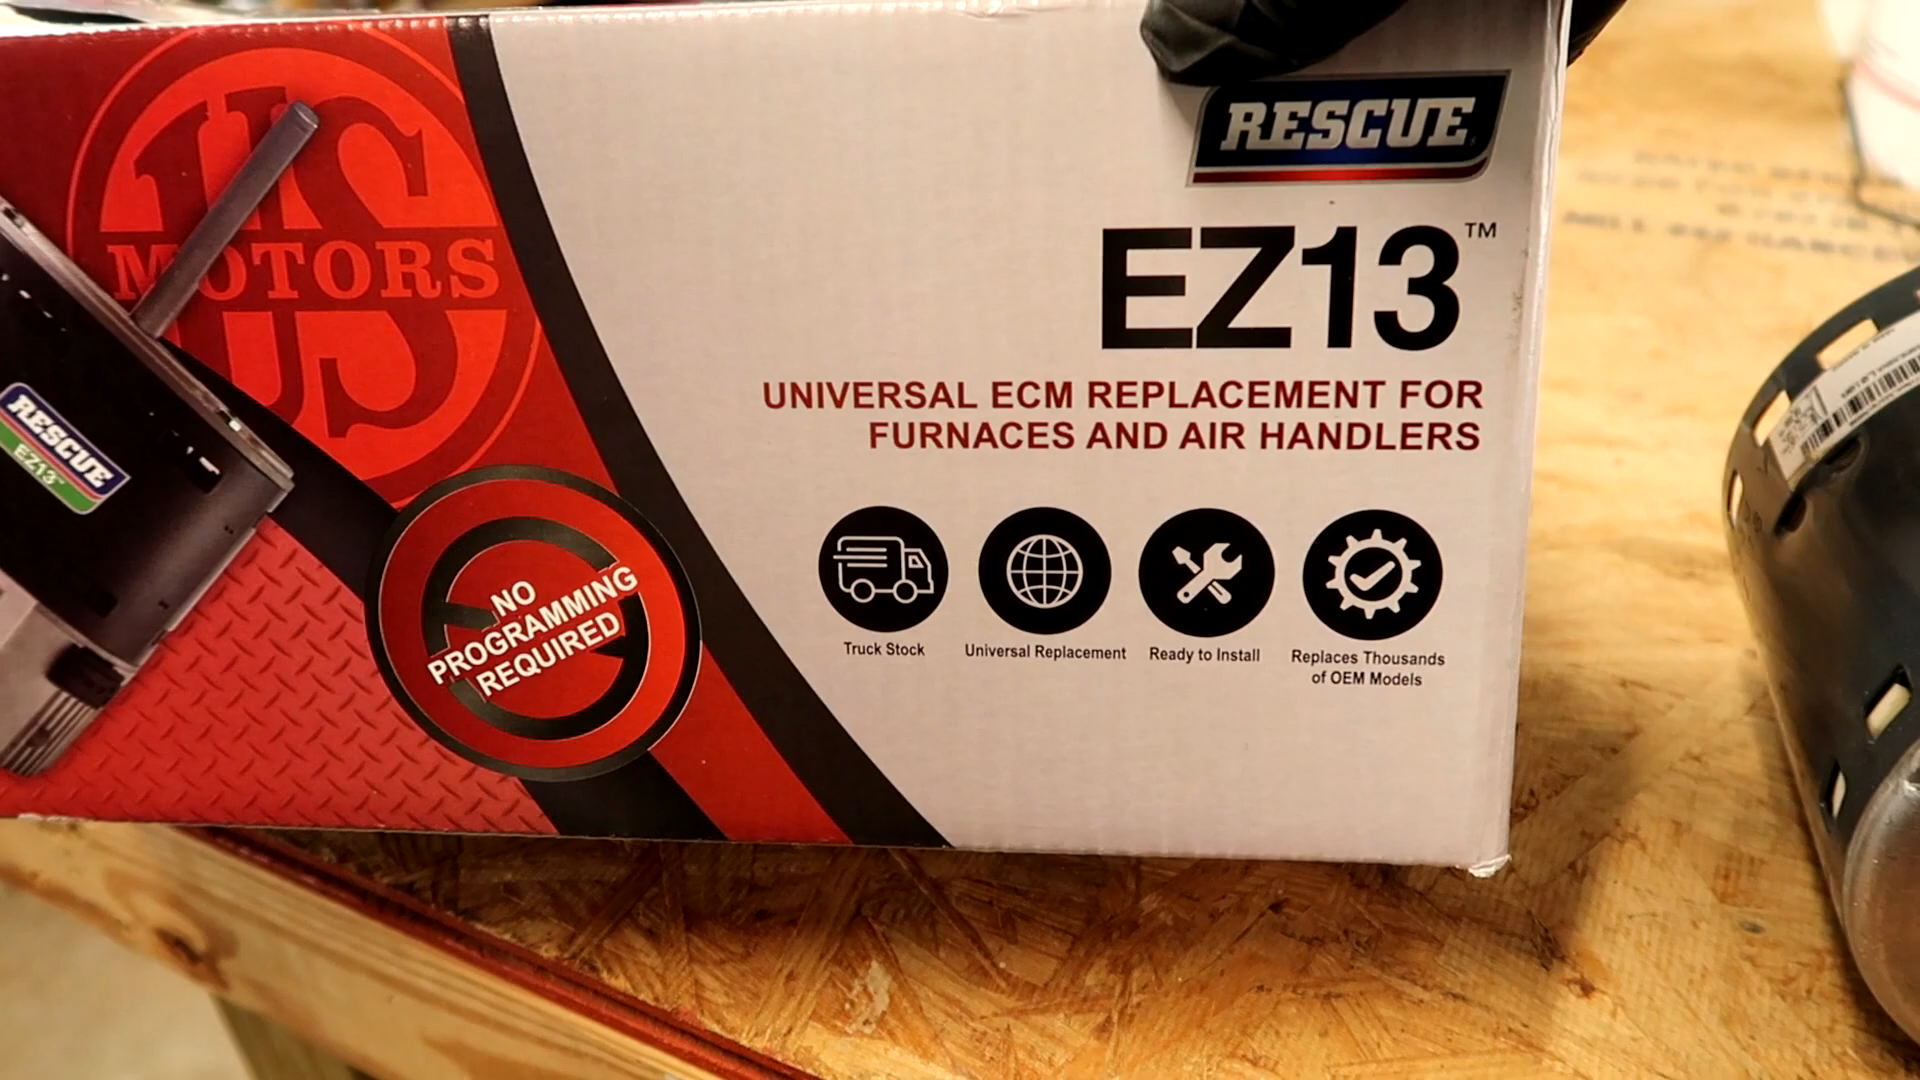 US
MOTORS
RESCUE
EZ13™
RESCUE
EZ13™
UNIVERSAL ECM REPLACEMENT FOR
FURNACES AND AIR HANDLERS
NO
PROGRAMMING
REQUIRED
Truck Stock
Universal Replacement
Ready to Install
Replaces Thousands
of OEM Models